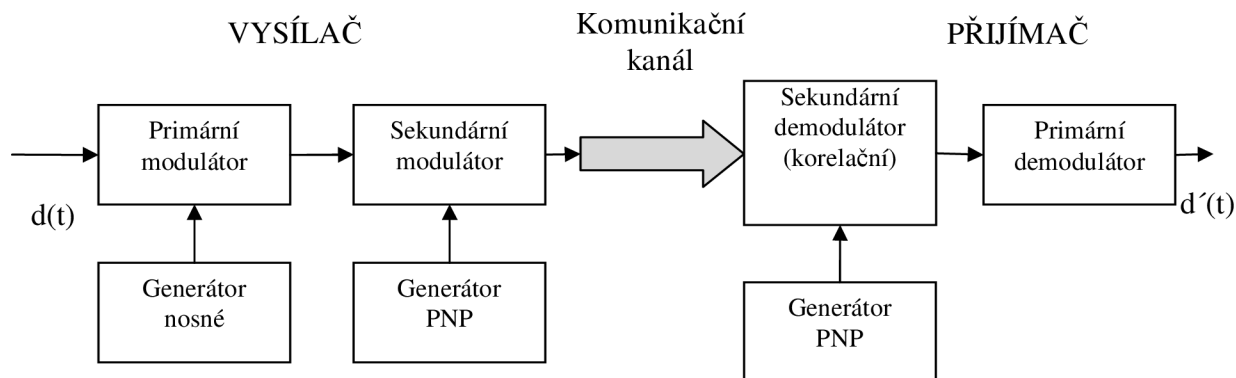 VYSÍLAČ
Komunikační
kanál
PŘIJÍMAČ
Primární
modulátor
Sekundární
modulátor
Sekundární
demodulátor
(korelační)
Primární
demodulátor
d(t)
d´(t)
Generátor
nosné
Generátor
PNP
Generátor
PNP